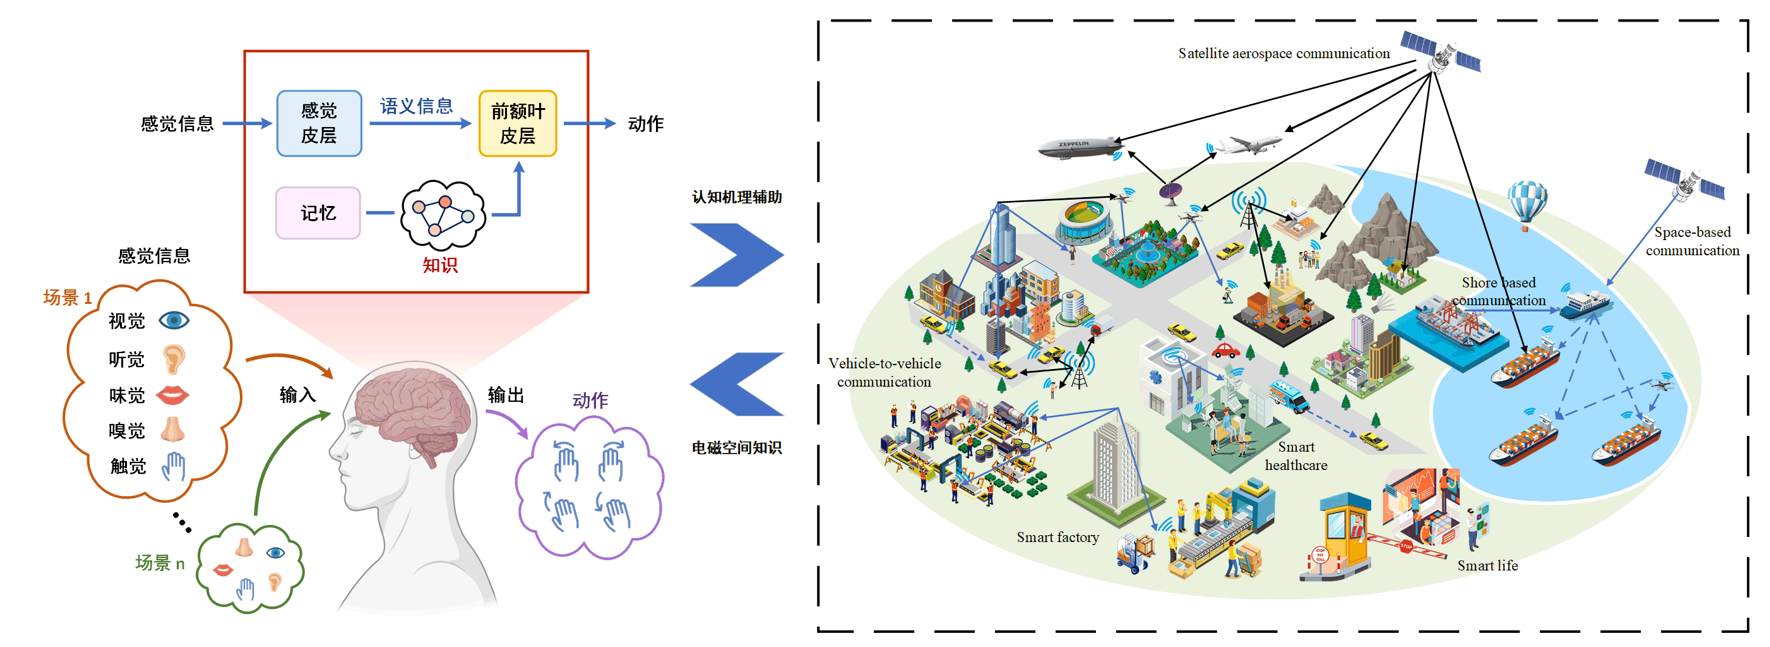 感觉信息
感觉
皮层
语义信息
前额叶
皮层
动作
记忆
知识
感觉信息
场景 1
视觉
听觉
味觉
嗅觉
触觉
场景 n
输入
输出
动作
认知机理辅助
电磁空间知识
Satellite aerospace communication
ZEPPELIN
Space-based
communication
Shore based
communication
Vehicle-to-vehicle
communication
Smart
healthcare
Smart factory
STOP
PAY
TOLL
STOP
Smart life